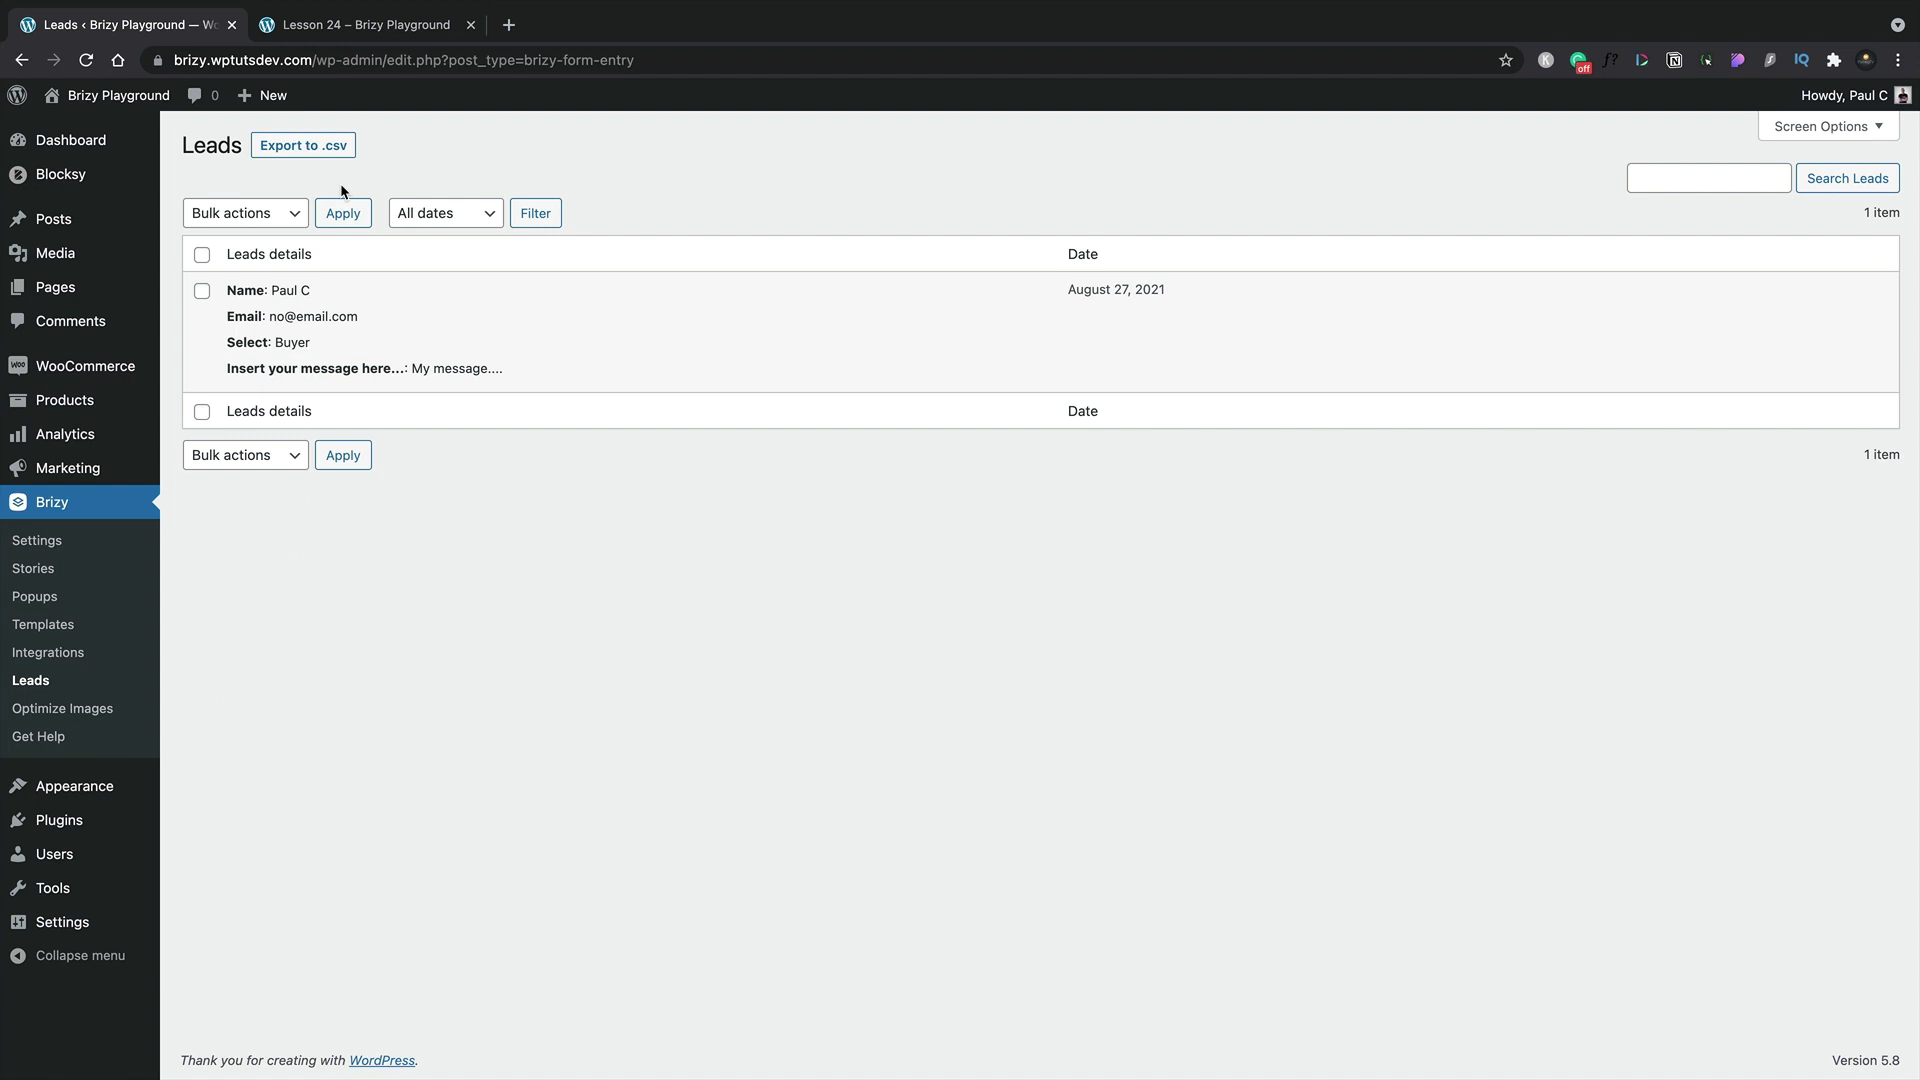 Leads ‹ Brizy Playground — Wo
Lesson 24 – Brizy Playground
brizy.wptutsdev.com/wp-admin/edit.php?post_type=brizy-form-entry
off
Brizy Playground
0
New
Howdy, Paul C
Dashboard
Blocksy
Posts
Media
Pages
Comments
WooCommerce
Products
Analytics
Marketing
Brizy
Settings
Stories
Popups
Templates
Integrations
Leads
Optimize Images
Get Help
Appearance
Plugins
Users
Tools
Settings
Collapse menu
Leads
Export to .csv
Screen Options
Search Leads
Bulk actions
Apply
All dates
Filter
1 item
Leads details
Date
Name: Paul C
August 27, 2021
Email: no@email.com
Select: Buyer
Insert your message here...: My message....
Leads details
Date
Bulk actions
Apply
1 item
Thank you for creating with WordPress.
Version 5.8